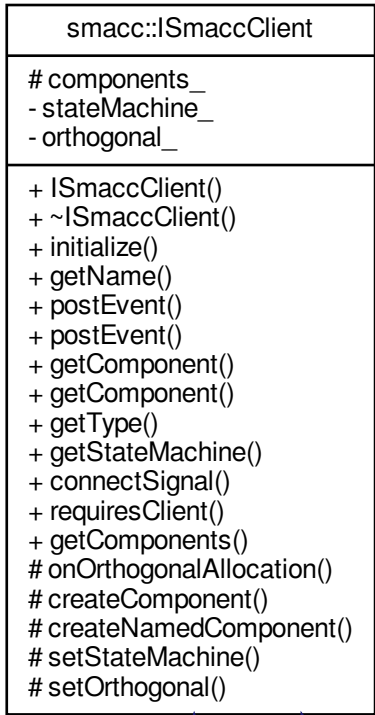 smacc::ISmaccClient
# components_
- stateMachine_
- orthogonal_
+ ISmaccClient()
+ ~ISmaccClient()
+ initialize()
+ getName()
+ postEvent()
+ postEvent()
+ getComponent()
+ getComponent()
+ getType()
+ getStateMachine()
+ connectSignal()
+ requiresClient()
+ getComponents()
# onOrthogonalAllocation()
# createComponent()
# createNamedComponent()
# setStateMachine()
# setOrthogonal()